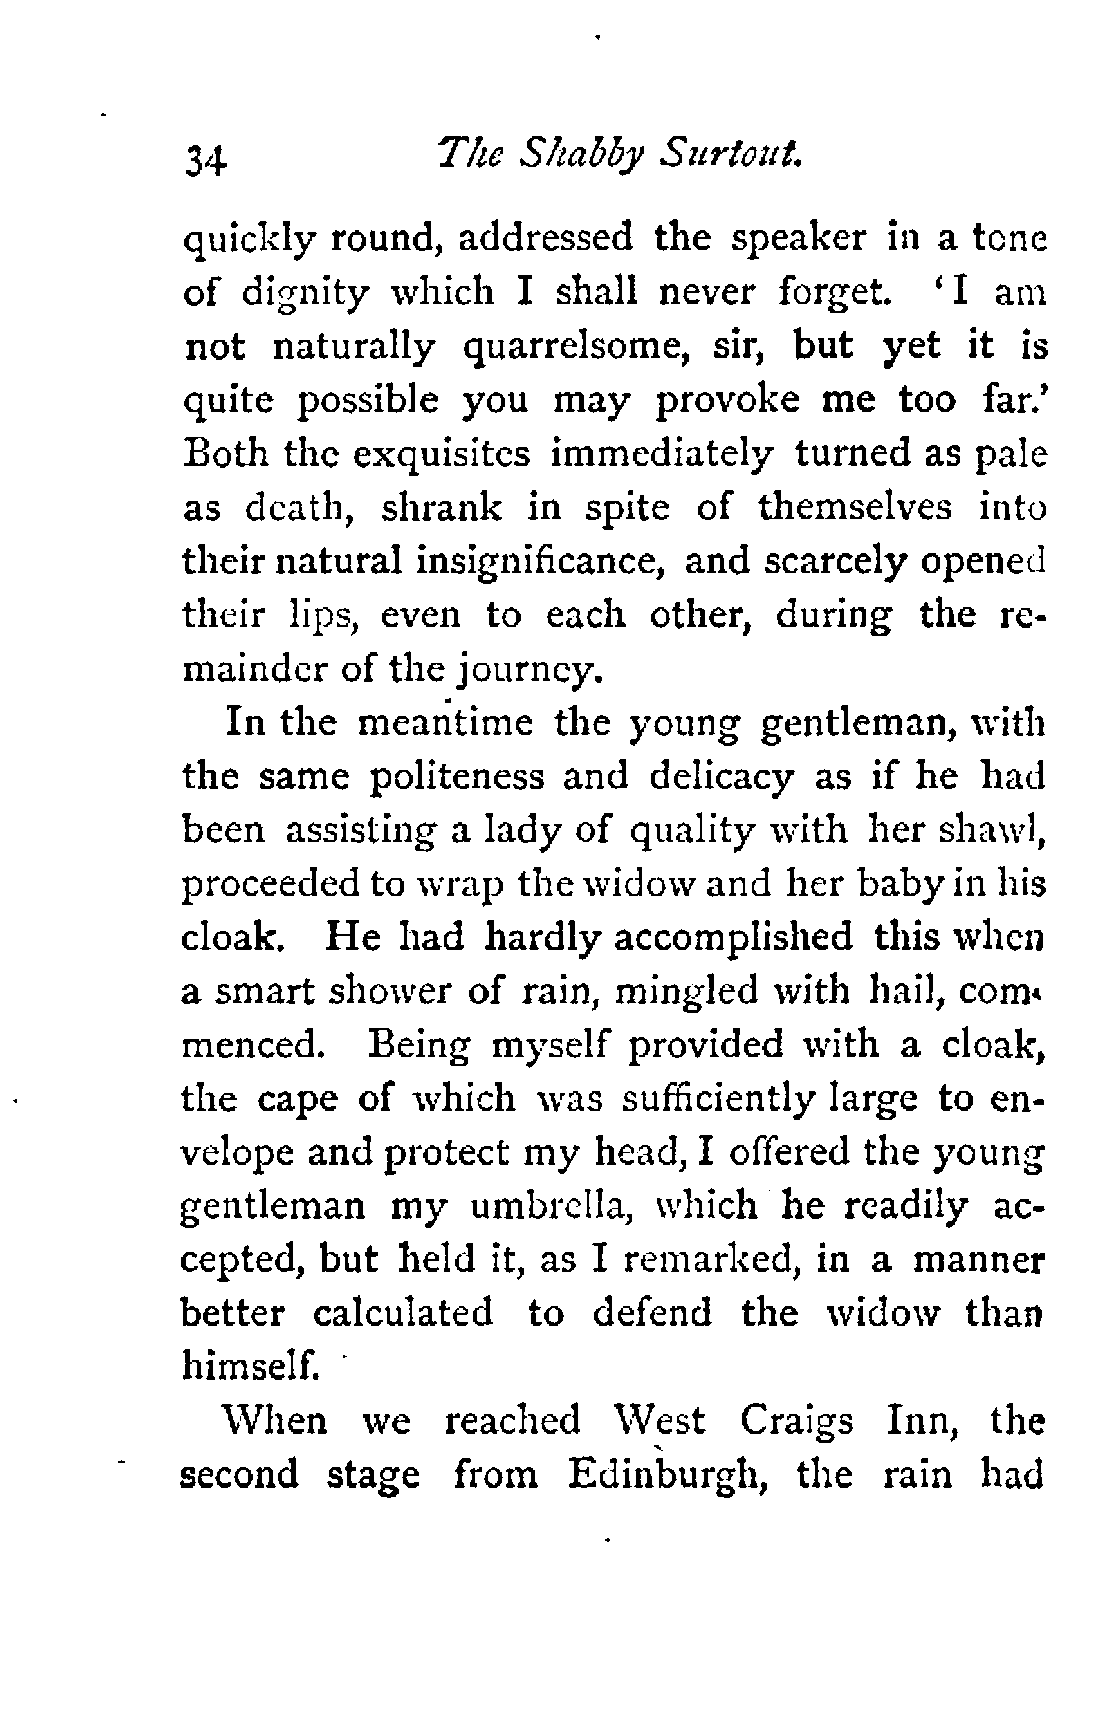 34 The Shabby Surtout.
quickly round, addressed the speaker in a tone
of dignity which I shall never forget. 'I am
not naturally quarrelsome, sir, but yet it is
quite possible you may provoke me too far.'
Both the exquisites immediately turned as pale
as death, shrank in spite of themselves into
their natural insignificance, and scarcely opened
their lips, even to each other, during the re-
mainder of the journey.
In the meantime the young gentleman, with
the same politeness and delicacy as if he had
been assisting a lady of quality with her shawl,
proceeded to wrap the widow and her baby in his
cloak. He had hardly accomplished this when
a smart shower of rain, mingled with hail, com-
menced. Being myself provided with a cloak,
the cape of which was sufficiently large to en-
velope and protect my head, I offered the young
gentleman my umbrella, which he readily ac-
cepted, but held it, as I remarked, in a manner
better calculated to defend the widow than
himself.
When we reached West Craigs Inn, the
second stage from Edinburgh, the rain had